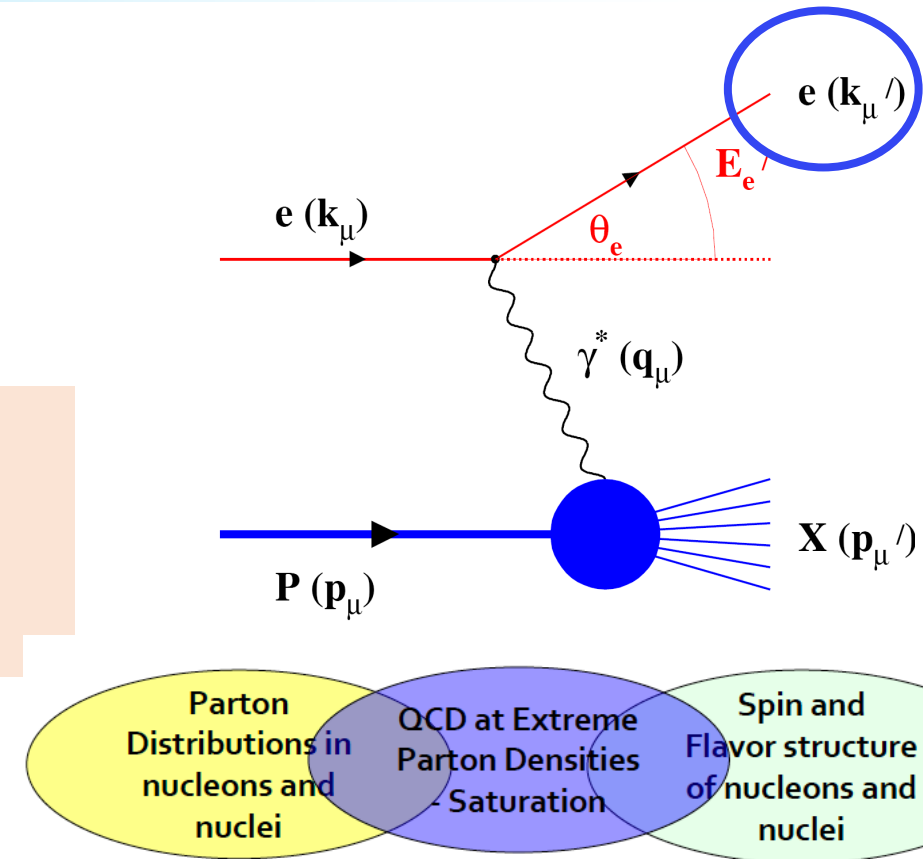 e (kμ ′)
Ee ′
e (kμ)
θe
γ* (qμ)
X (pμ ′)
P (pμ)
Parton
Distributions in
nucleons and
nuclei
QCD at Extreme
Parton Densities
- Saturation
Spin and
Flavor structure
of nucleons and
nuclei